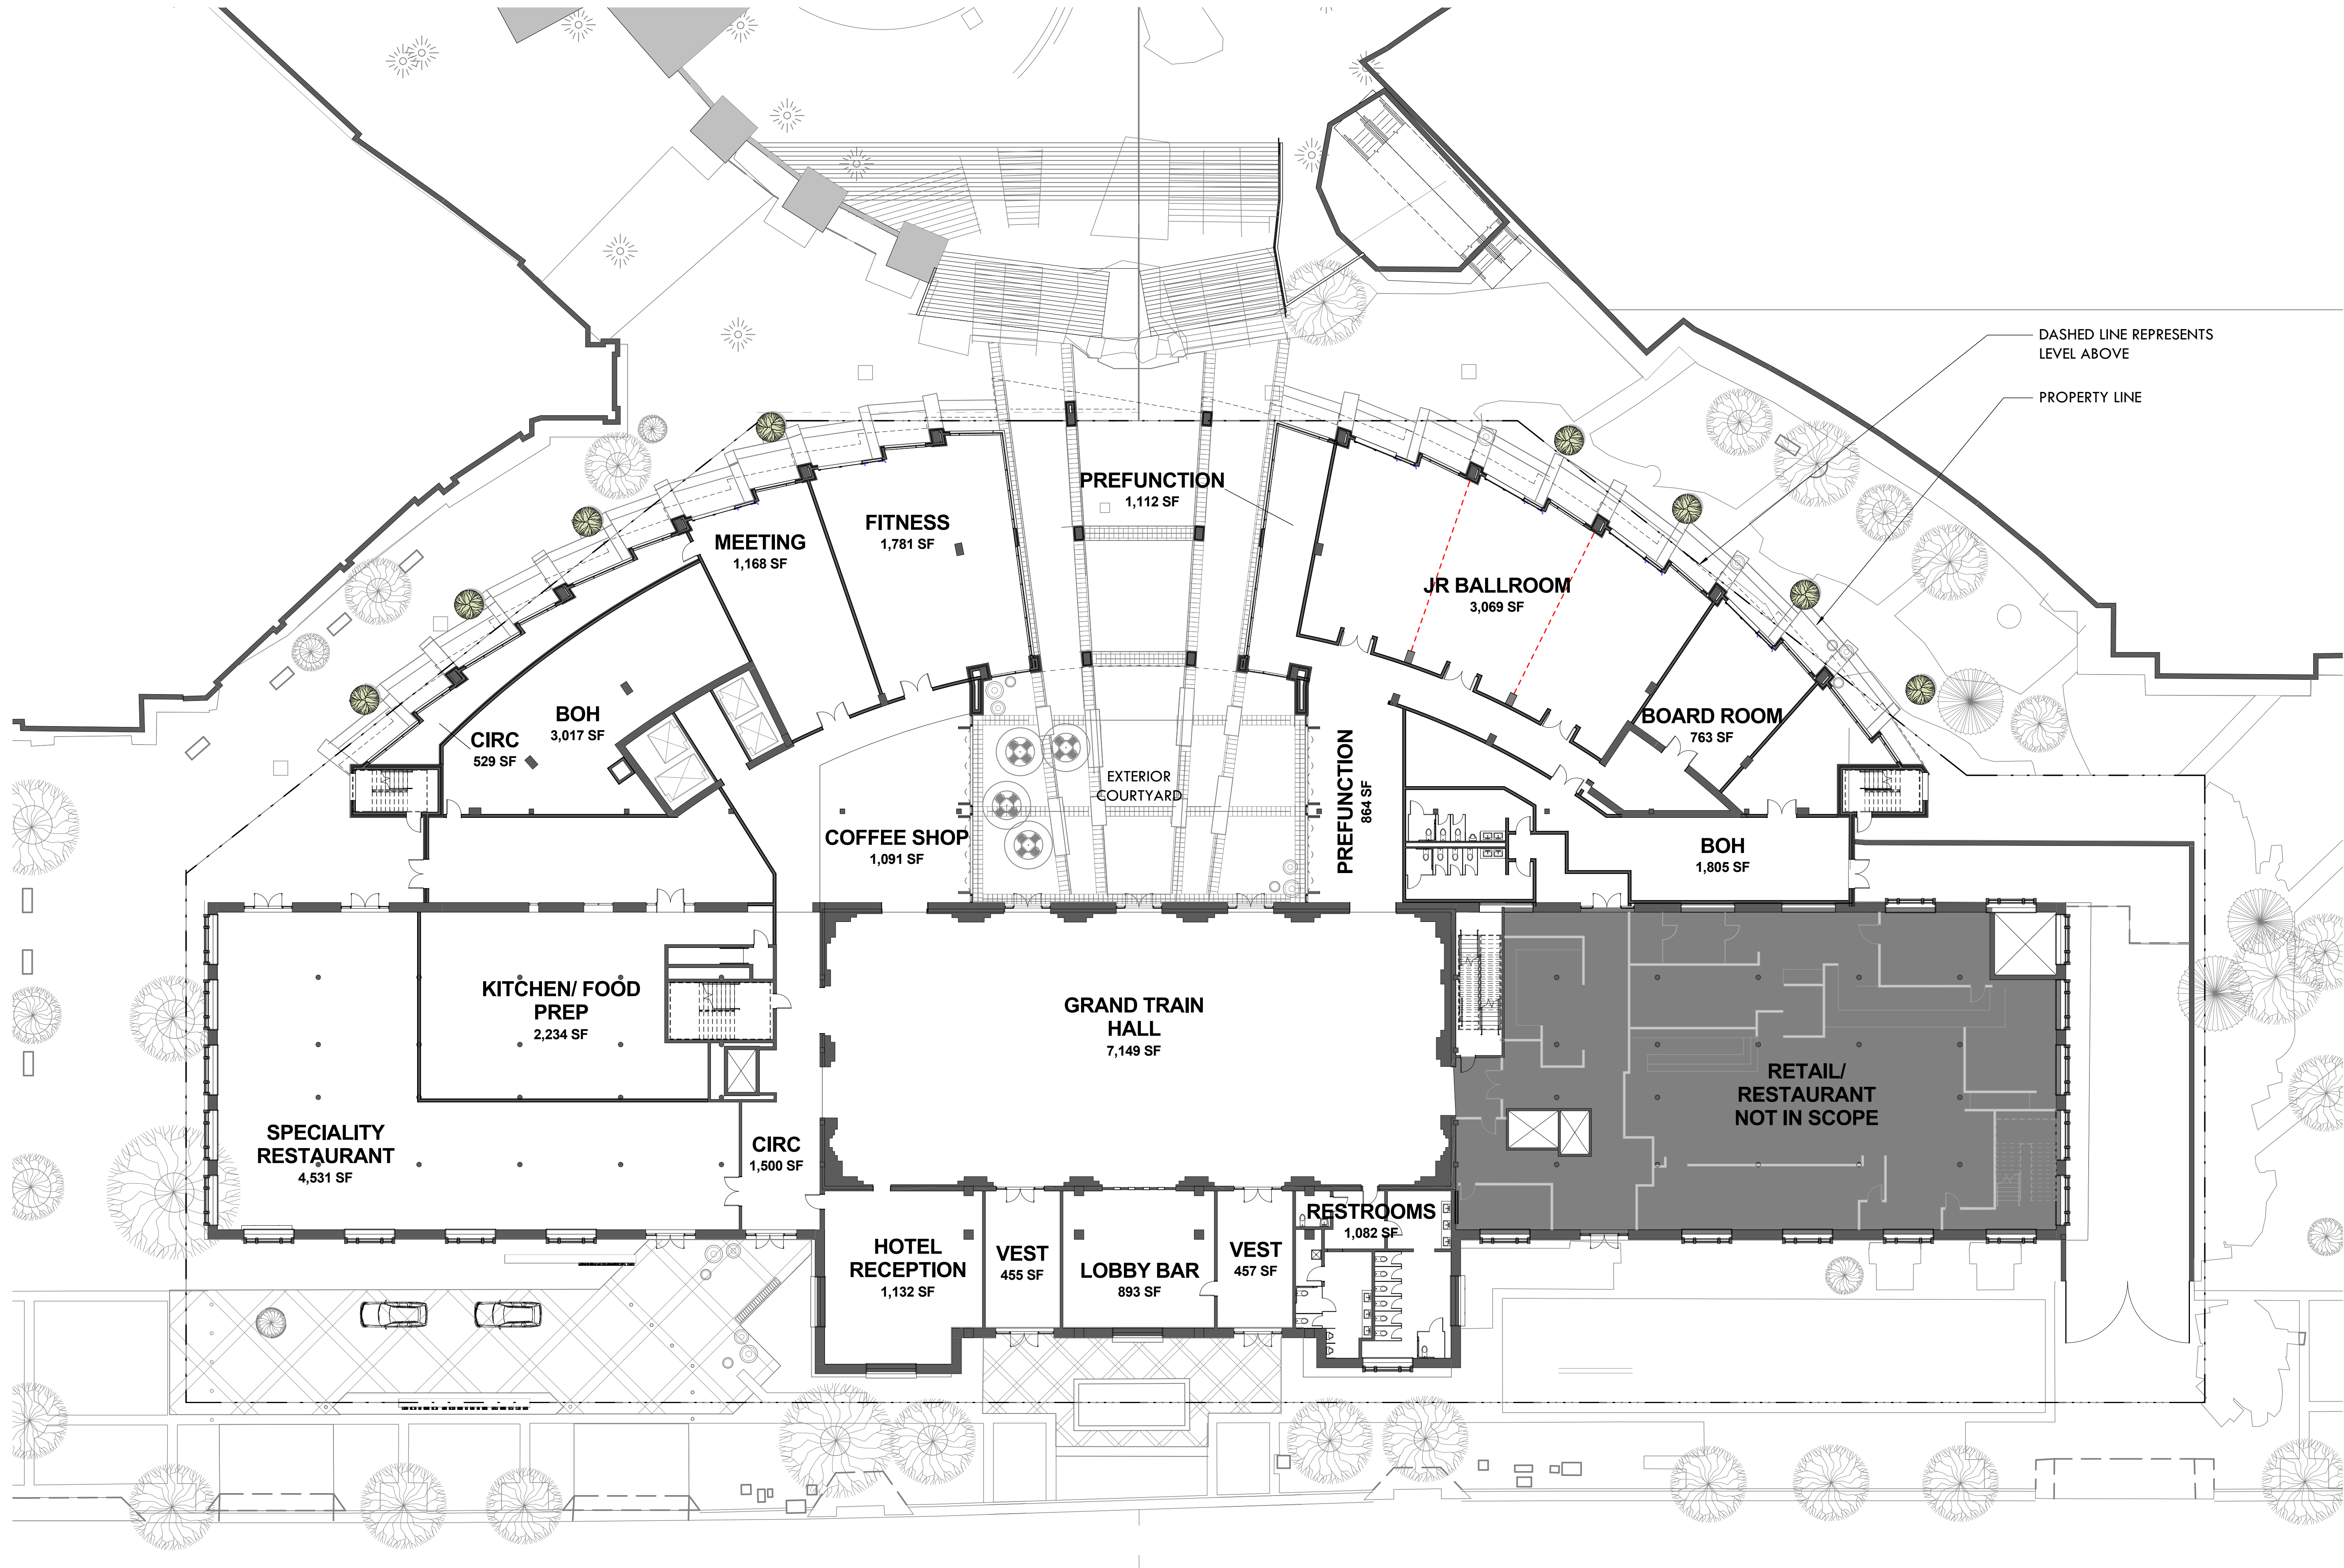 DASHED LINE REPRESENTS
LEVEL ABOVE
PROPERTY LINE
PREFUNCTION
1,112 SF
FITNESS
1,781 SF
MEETING
1,168 SF
JR BALLROOM
3,069 SF
BOARD ROOM
763 SF
BOH
3,017 SF
CIRC
529 SF
EXTERIOR
COURTYARD
PREFUNCTION
864 SF
COFFEE SHOP
1,091 SF
BOH
1,805 SF
KITCHEN/ FOOD
PREP
2,234 SF
GRAND TRAIN
HALL
7,149 SF
RETAIL/
RESTAURANT
NOT IN SCOPE
SPECIALITY
RESTAURANT
4,531 SF
CIRC
1,500 SF
HOTEL
RECEPTION
1,132 SF
VEST
455 SF
LOBBY BAR
893 SF
VEST
457 SF
RESTROOMS
1,082 SF